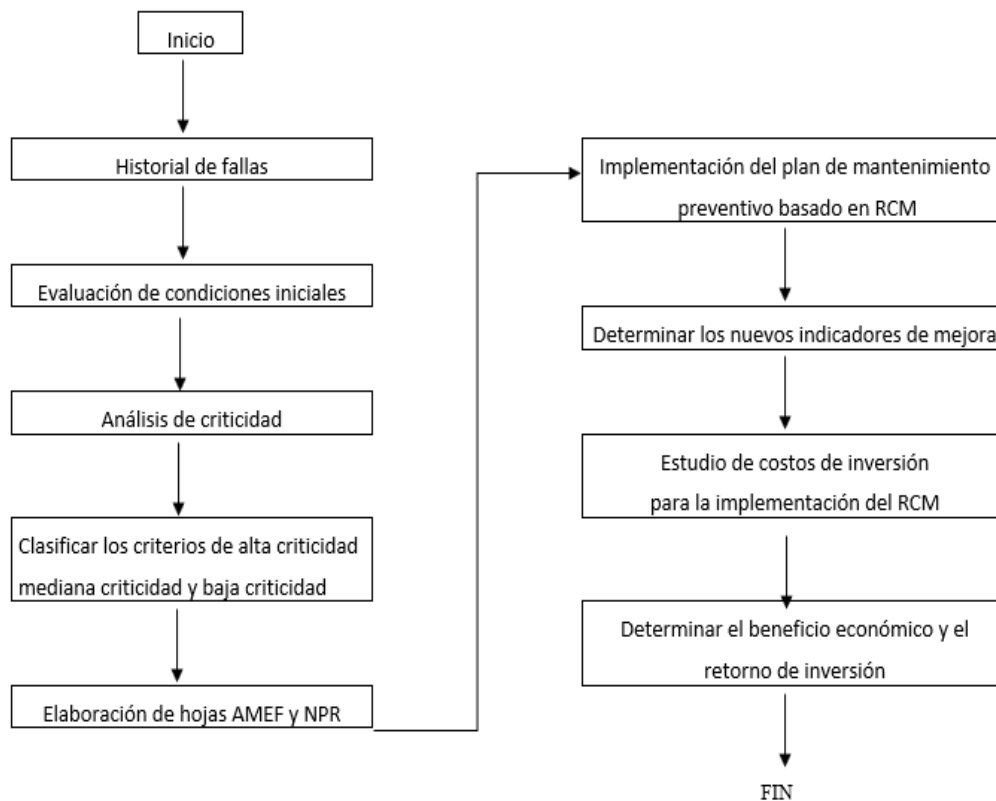 Inicio
Historial de fallas
Evaluación de condiciones iniciales
Análisis de criticidad
Clasificar los criterios de alta criticidad
mediana criticidad y baja criticidad
Elaboración de hojas AMEF y NPR
Implementación del plan de mantenimiento
preventivo basado en RCM
Determinar los nuevos indicadores de mejora
Estudio de costos de inversión
para la implementación del RCM
Determinar el beneficio económico y el
retorno de inversión
FIN